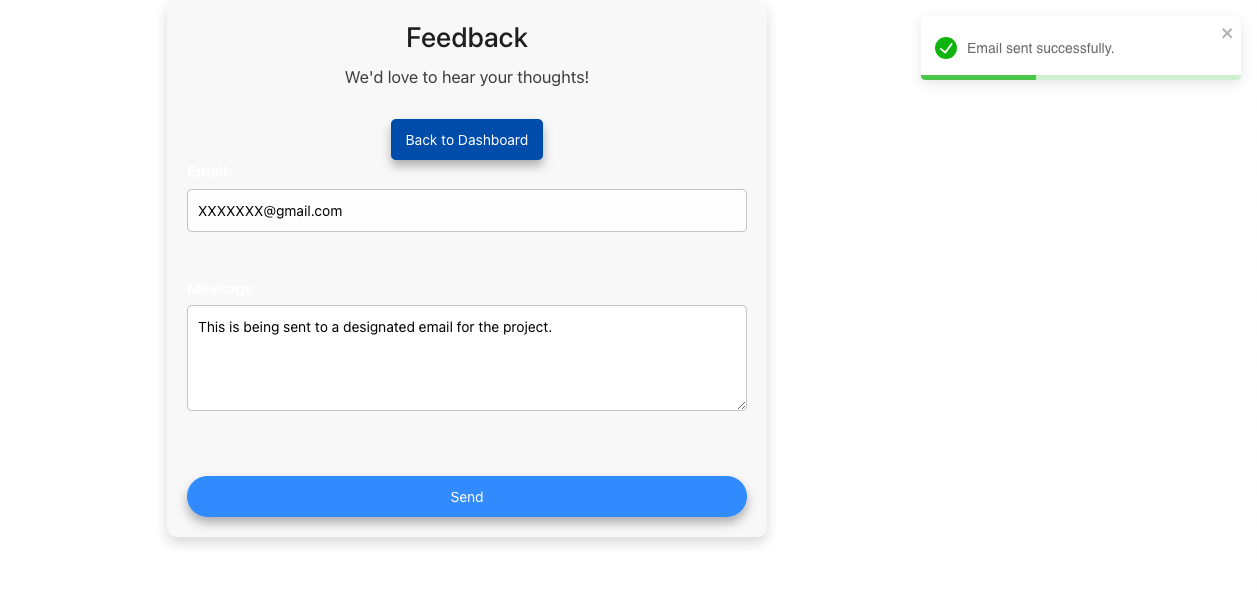 Feedback
We'd love to hear your thoughts!
Email sent successfully.
Back to Dashboard
Email:
XXXXXXX@gmail.com
Message:
This is being sent to a designated email for the project.
Send